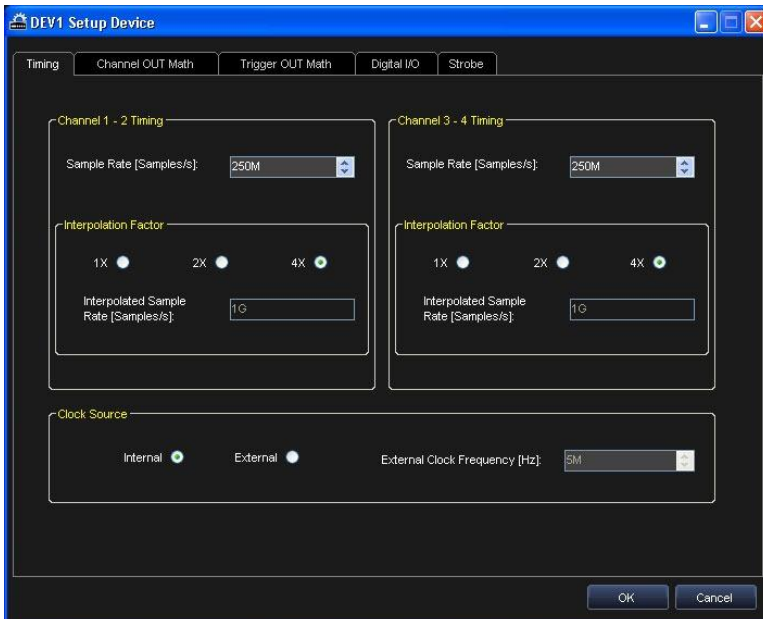 DEV1 Setup Device
Timing
Channel OUT Math
Trigger OUT Math
Digital I/O
Strobe
Channel 1 - 2 Timing
Sample Rate [Samples/s]:
250M
Interpolation Factor
1X
2X
4X
Interpolated Sample
Rate [Samples/s]:
1G
Channel 3 - 4 Timing
Sample Rate [Samples/s]:
250M
Interpolation Factor
1X
2X
4X
Interpolated Sample
Rate [Samples/s]:
1G
Clock Source
Internal
External
External Clock Frequency [Hz]:
5M
OK
Cancel